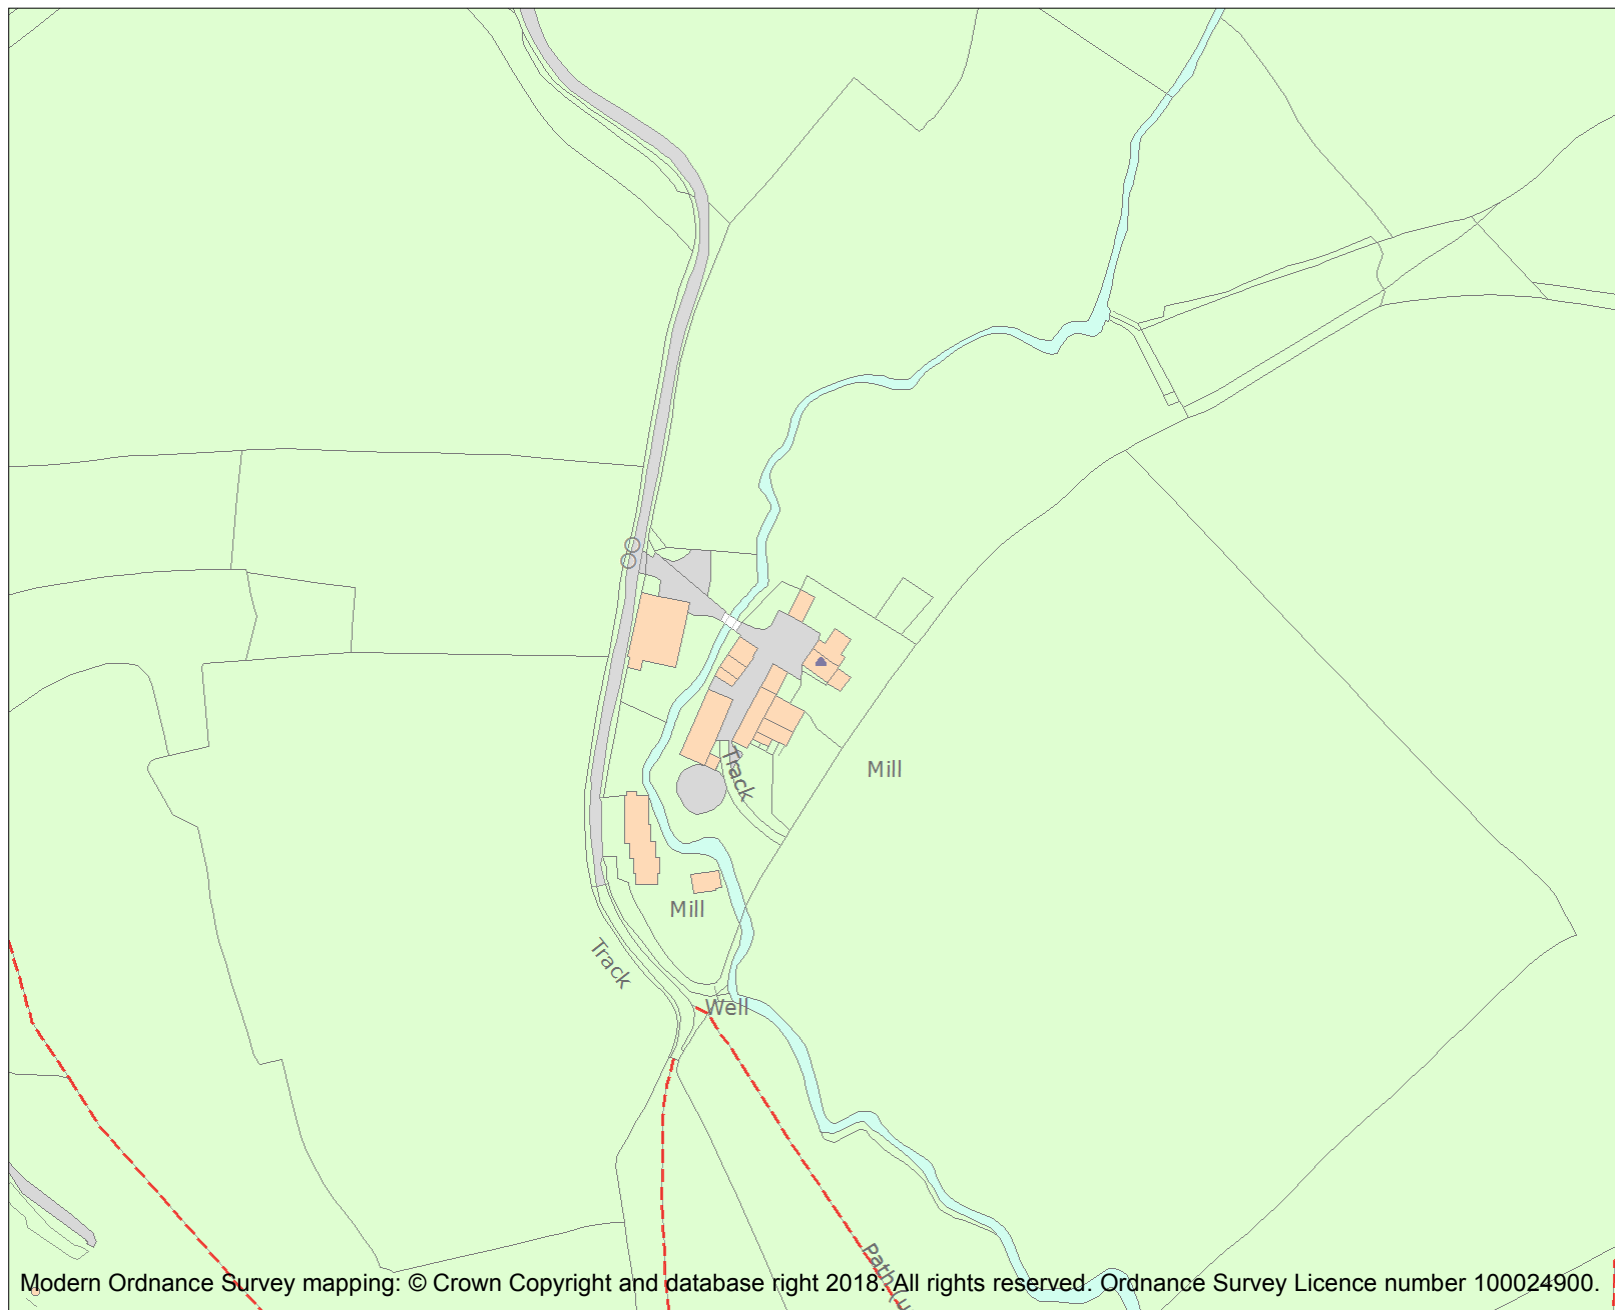 Track
Mill
Mill
Track
Well
Path (u
Modern Ordnance Survey mapping: © Crown Copyright and database right 2018. All rights reserved. Ordnance Survey Licence number 100024900.